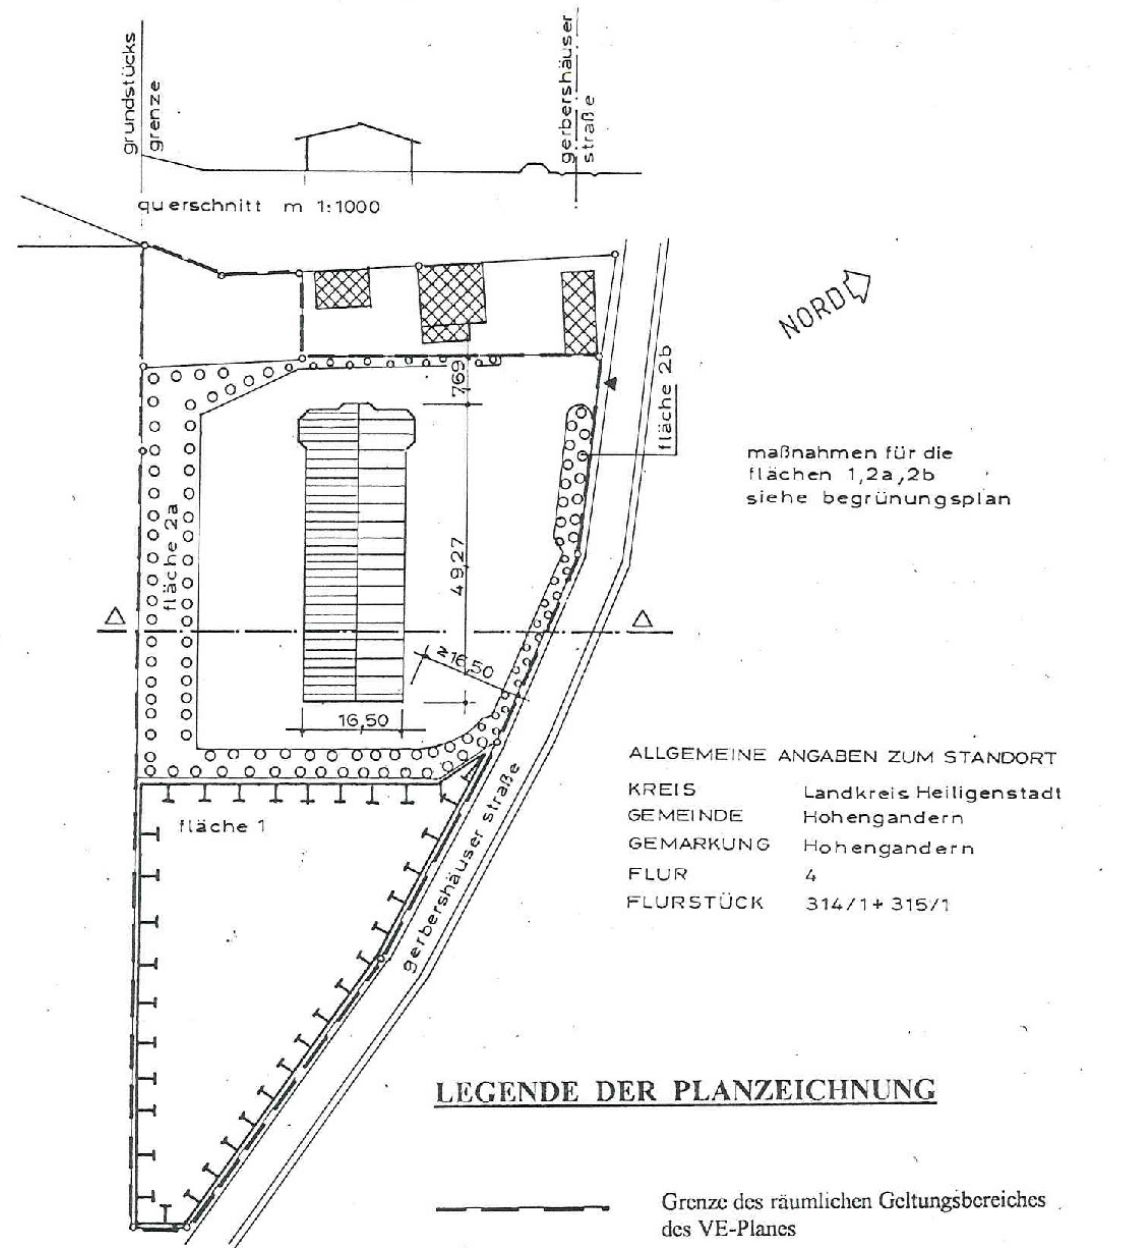 grundstücks
grenze
gerbershäuser
straße
querschnitt m 1:1000
NORD
fläche 2b
769
maßnahmen für die
flächen 1,2a,2b
siehe begrünungsplan
fläche 2a
49,27
≥16,50
16,50
fläche 1
gerbershäuser straße
ALLGEMEINE ANGABEN ZUM STANDORT
KREIS Landkreis Heiligenstadt
GEMEINDE Hohengandern
GEMARKUNG Hohengandern
FLUR 4
FLURSTÜCK 314/1+315/1
LEGENDE DER PLANZEICHNUNG
Grenze des räumlichen Geltungsbereiches
des VE-Planes